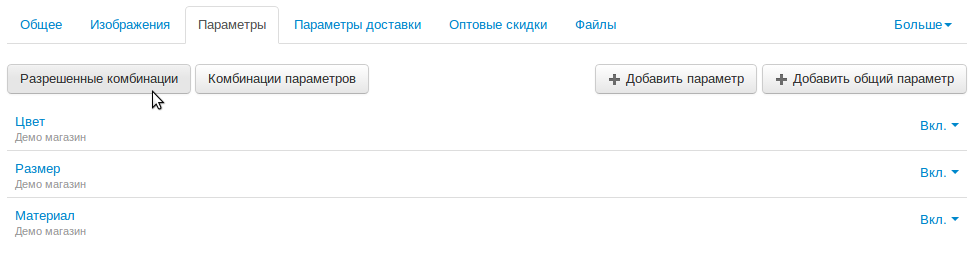 Общее Изображения Параметры Параметры доставки Оптовые скидки Файлы Больше
Разрешенные комбинации Комбинации параметров Добавить параметр Добавить общий параметр
Цвет Вкл.
Демо магазин
Размер Вкл.
Демо магазин
Материал Вкл.
Демо магазин